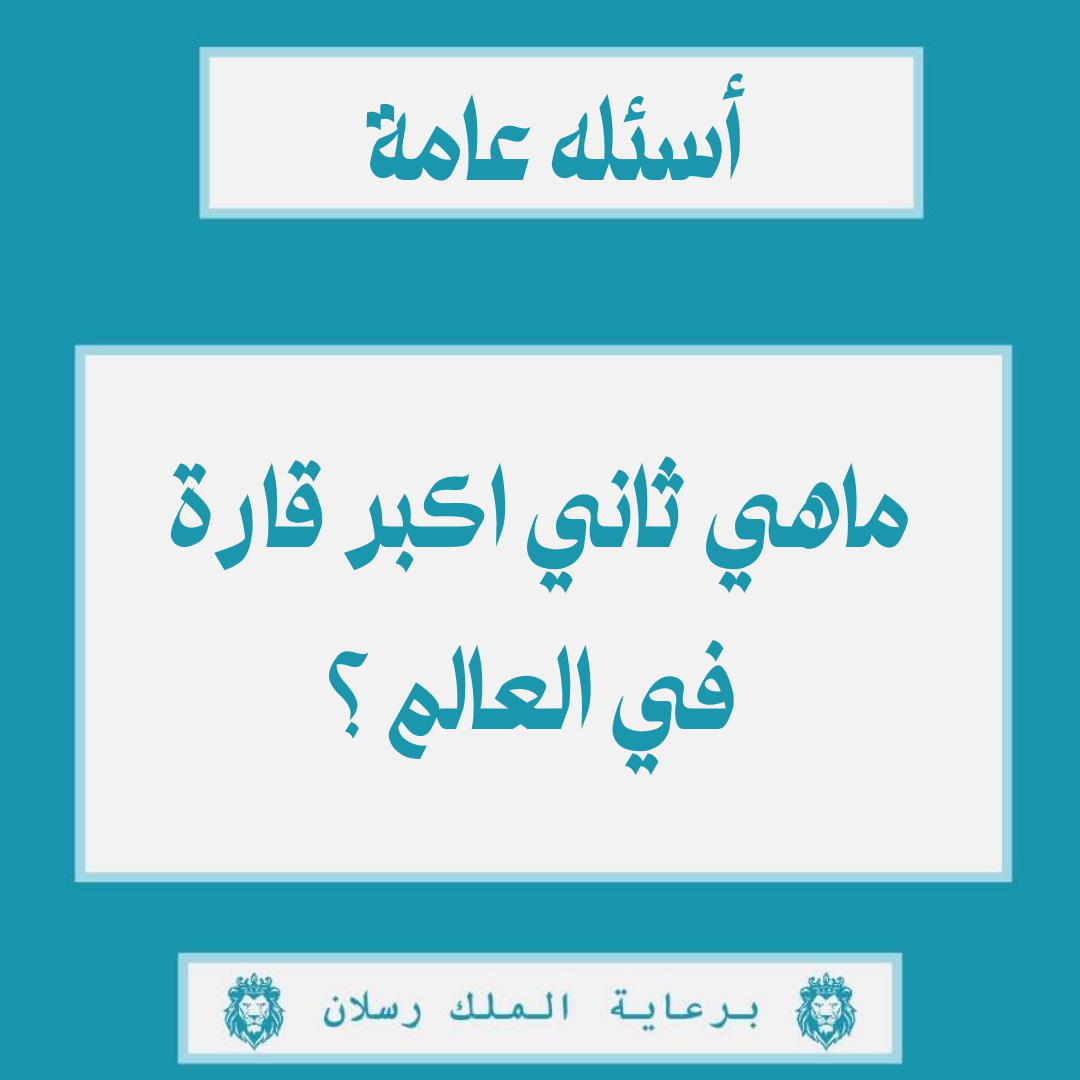 أسئله عامة
ماهي ثاني اكبر قارة
في العالم ؟
برعاية الملك رسلان